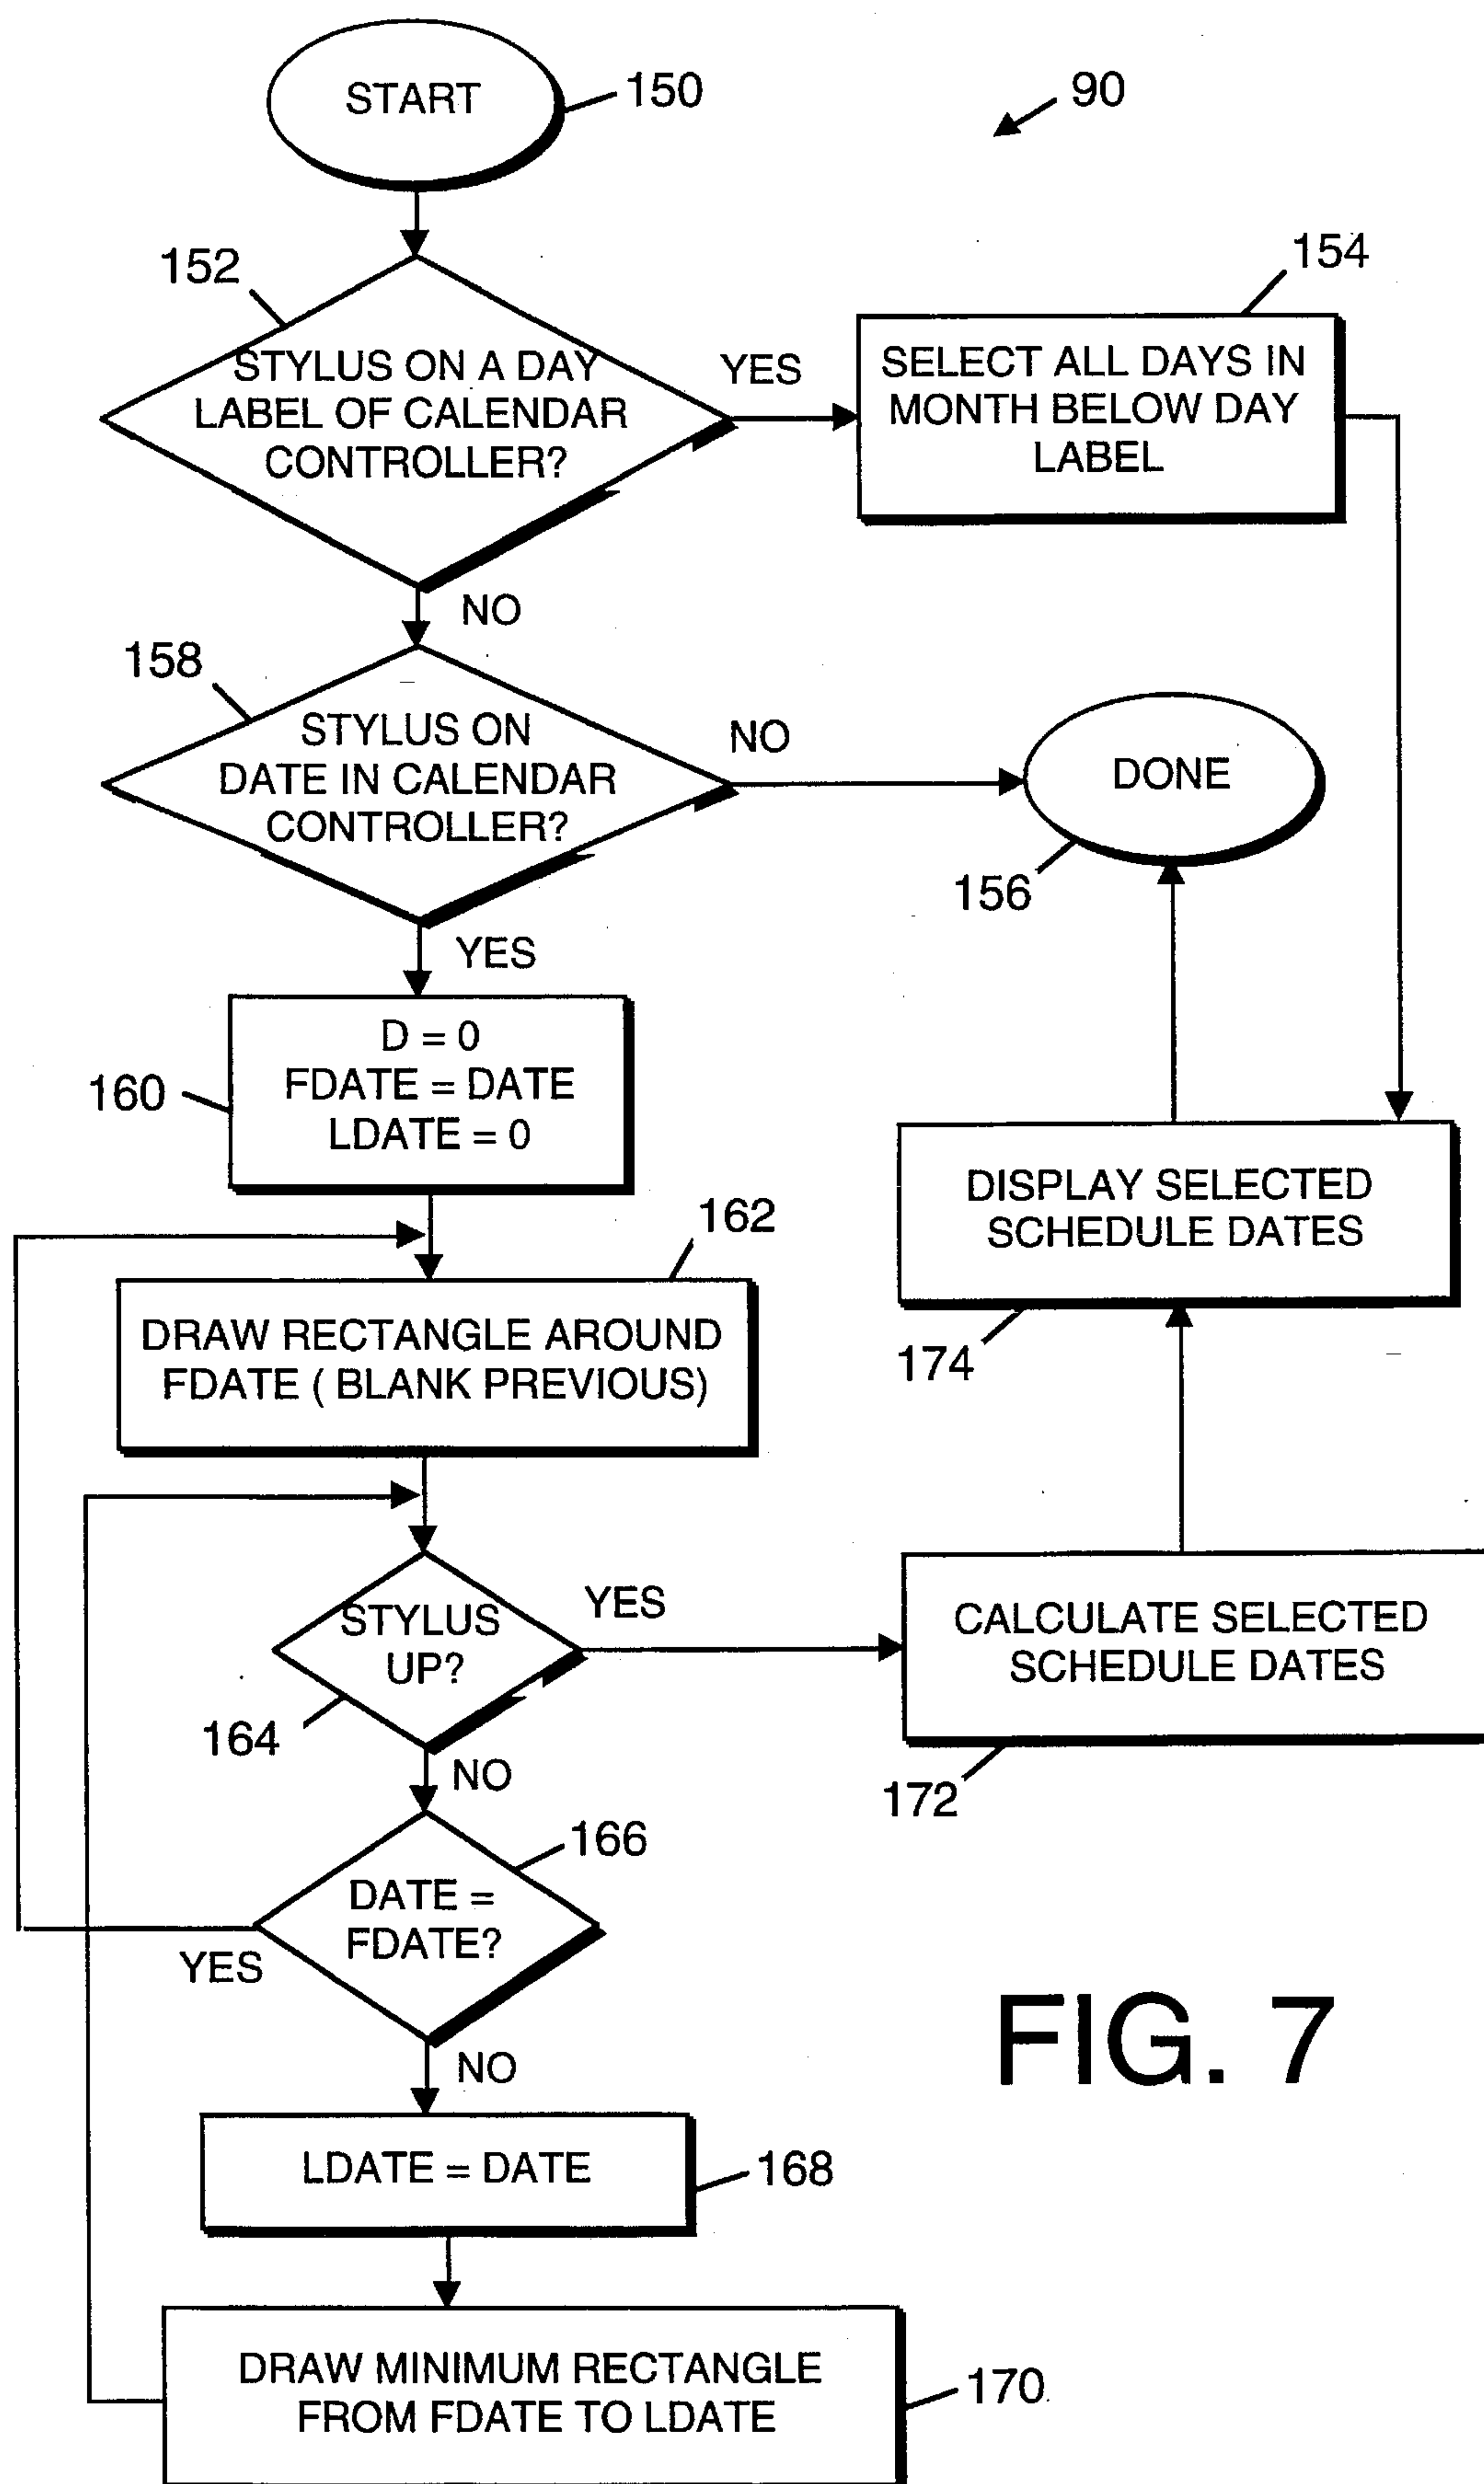 START
150
90
152
STYLUS ON A DAY
LABEL OF CALENDAR
CONTROLLER?
YES
154
SELECT ALL DAYS IN
MONTH BELOW DAY
LABEL
NO
158
STYLUS ON
DATE IN CALENDAR
CONTROLLER?
NO
DONE
156
YES
160
D = 0
FDATE = DATE
LDATE = 0
162
DRAW RECTANGLE AROUND
FDATE ( BLANK PREVIOUS)
DISPLAY SELECTED
SCHEDULE DATES
174
STYLUS
UP?
YES
164
CALCULATE SELECTED
SCHEDULE DATES
172
NO
166
DATE =
FDATE?
YES
NO
LDATE = DATE
168
DRAW MINIMUM RECTANGLE
FROM FDATE TO LDATE
170
FIG. 7